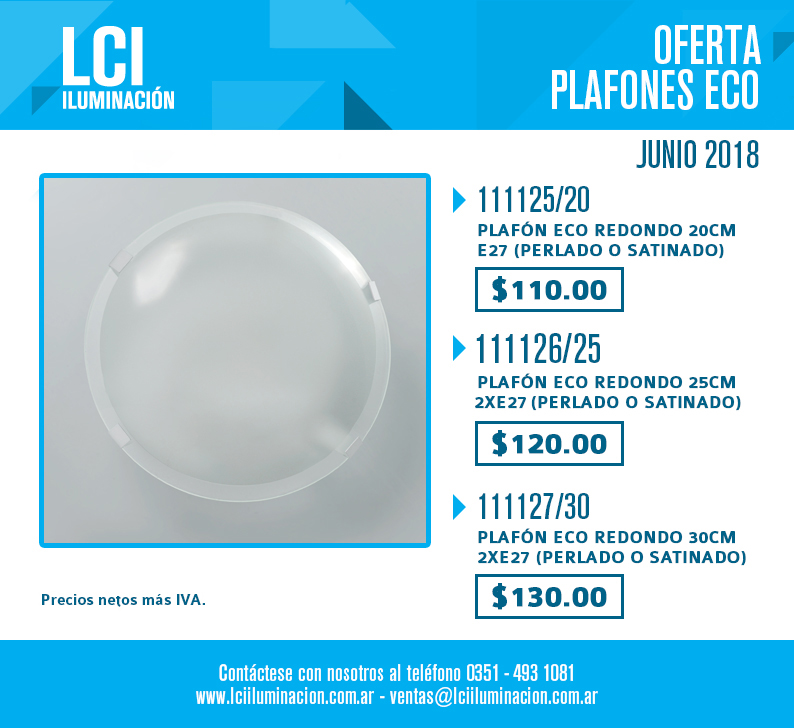 LCI
ILUMINACIÓN
OFERTA
PLAFONES ECO
JUNIO 2018
111125/20
PLAFÓN ECO REDONDO 20CM
E27 (PERLADO O SATINADO)
$110.00
111126/25
PLAFÓN ECO REDONDO 25CM
2XE27 (PERLADO O SATINADO)
$120.00
111127/30
PLAFÓN ECO REDONDO 30CM
2XE27 (PERLADO O SATINADO)
$130.00
Precios netos más IVA.
Contáctese con nosotros al teléfono 0351 - 493 1081
www.lciiluminacion.com.ar - ventas@lciiluminacion.com.ar